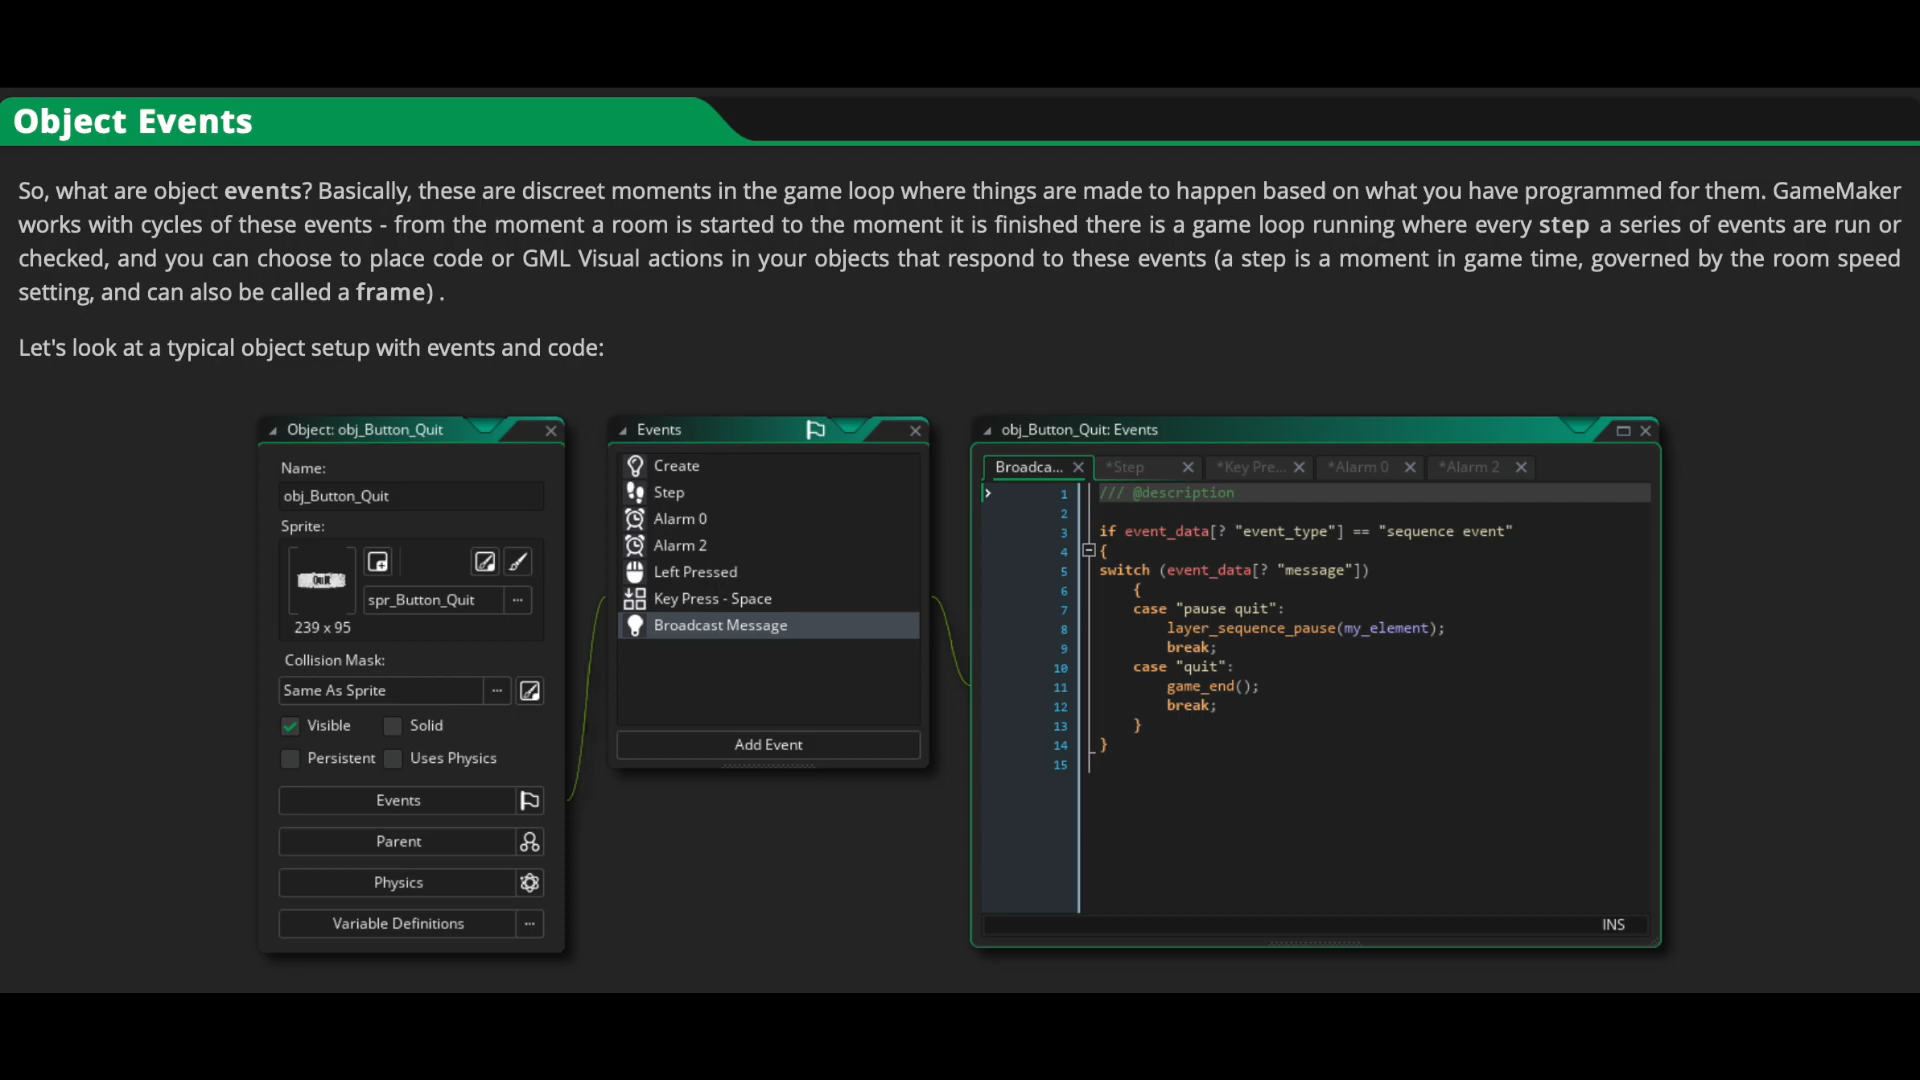 Object Events
So, what are object events? Basically, these are discreet moments in the game loop where things are made to happen based on what you have programmed for them. GameMaker
works with cycles of these events - from the moment a room is started to the moment it is finished there is a game loop running where every step a series of events are run or
checked, and you can choose to place code or GML Visual actions in your objects that respond to these events (a step is a moment in game time, governed by the room speed
setting, and can also be called a frame) .
Let's look at a typical object setup with events and code:
Object: obj_Button_Quit
Name:
obj_Button_Quit
Sprite:
Quit
spr_Button_Quit
...
239 x 95
Collision Mask:
Same As Sprite
...
Visible
Solid
Persistent
Uses Physics
Events
Parent
Physics
Variable Definitions
...
Events
Create
Step
Alarm 0
Alarm 2
Left Pressed
Key Press - Space
Broadcast Message
Add Event
obj_Button_Quit: Events
Broadca... *Step *Key Pre... *Alarm 0 *Alarm 2
1 /// @description
2
3 if event_data[? "event_type"] == "sequence event"
4 {
5 switch (event_data[? "message"])
6 {
7 case "pause quit":
8 layer_sequence_pause(my_element);
9 break;
10 case "quit":
11 game_end();
12 break;
13 }
14 }
15
INS